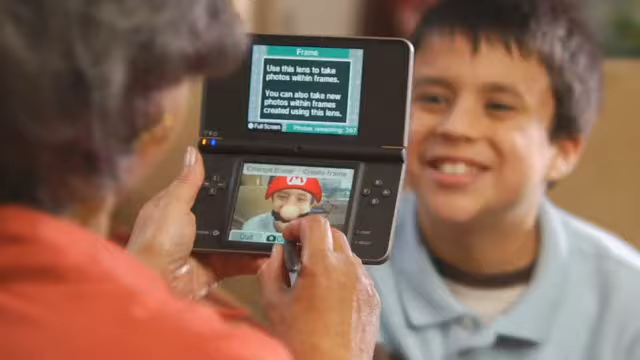 Frame
Use this lens to take
photos within frames.
You can also take new
photos within frames
created using this lens.
Full Screen
Photos remaining: 267
Create frame
M
Quit